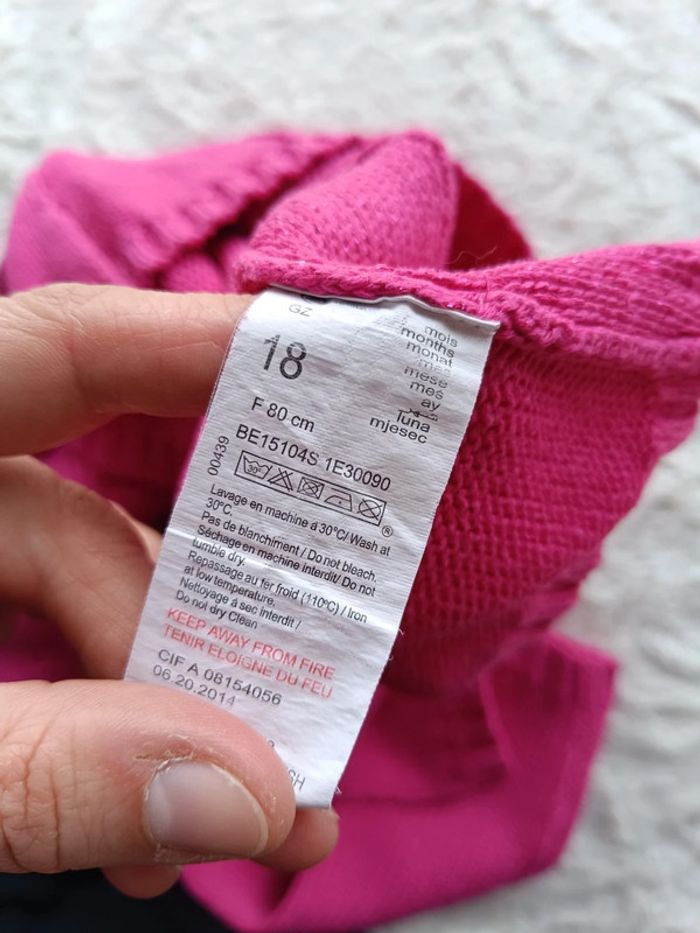 GZ
18
mois
months
monat
mese
mes
ay
mjesec
F 80 cm
BE15104S 1E30090
00439
30°
®
Lavage en machine á 30°C/ Wash at
30°C.
Pas de blanchiment / Do not bleach.
Séchage en machine interdit/ Do not
tumble dry.
Repassage au fer froid (110°C) / Iron
at low temperature.
Nettoyage á sec interdit /
Do not dry Clean
KEEP AWAY FROM FIRE
TENIR ELOIGNE DU FEU
CIF A 08154056
06.20.2014